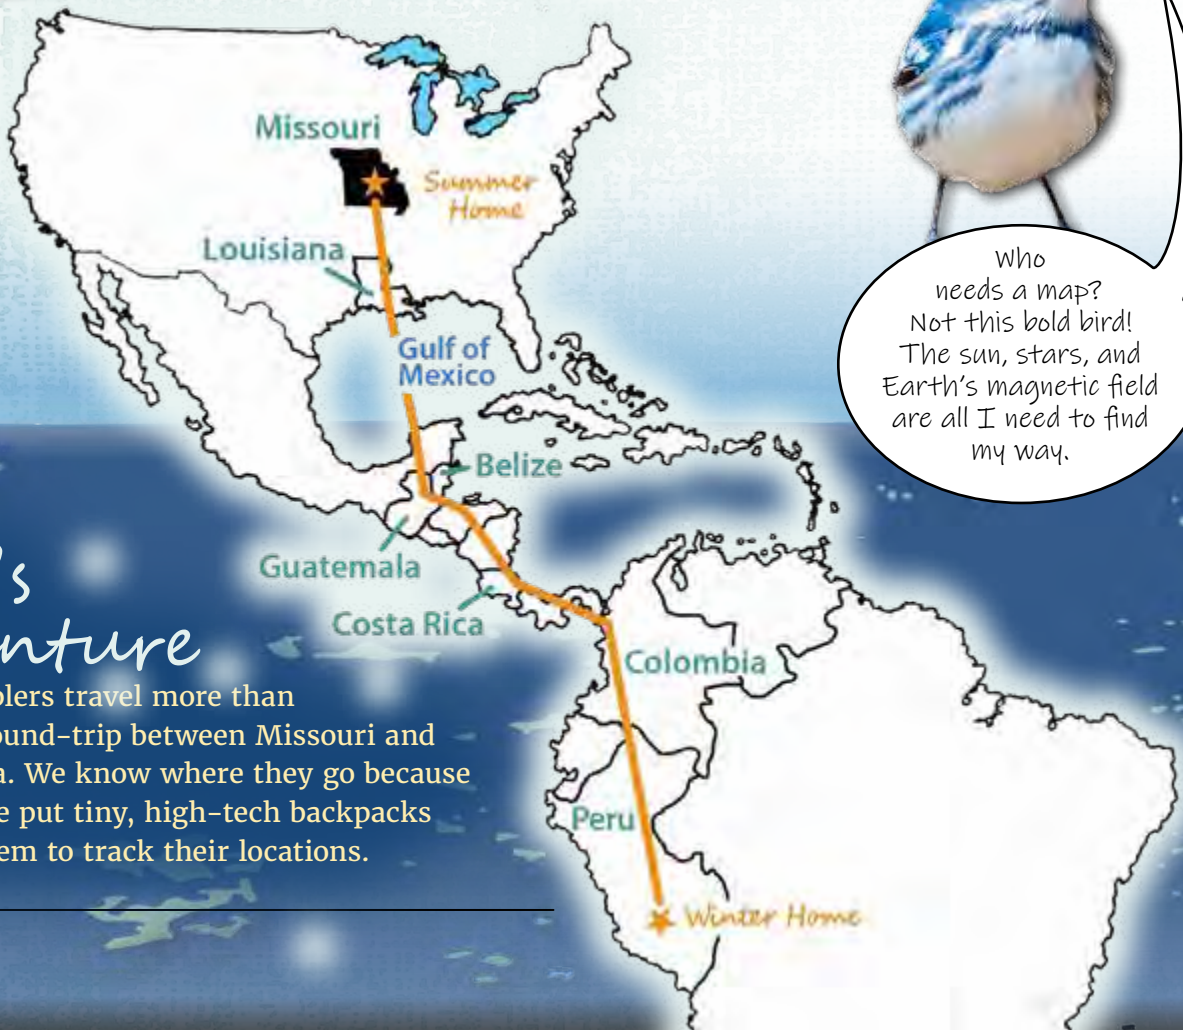 Missouri
Summer
Home
Louisiana
Gulf of
Mexico
Belize
Guatemala
Costa Rica
Colombia
Peru
Winter Home
Who
needs a map?
Not this bold bird!
The sun, stars, and
Earth's magnetic field
are all I need to find
my way.
's
nture
blers travel more than
ound-trip between Missouri and
a. We know where they go because
e put tiny, high-tech backpacks
em to track their locations.